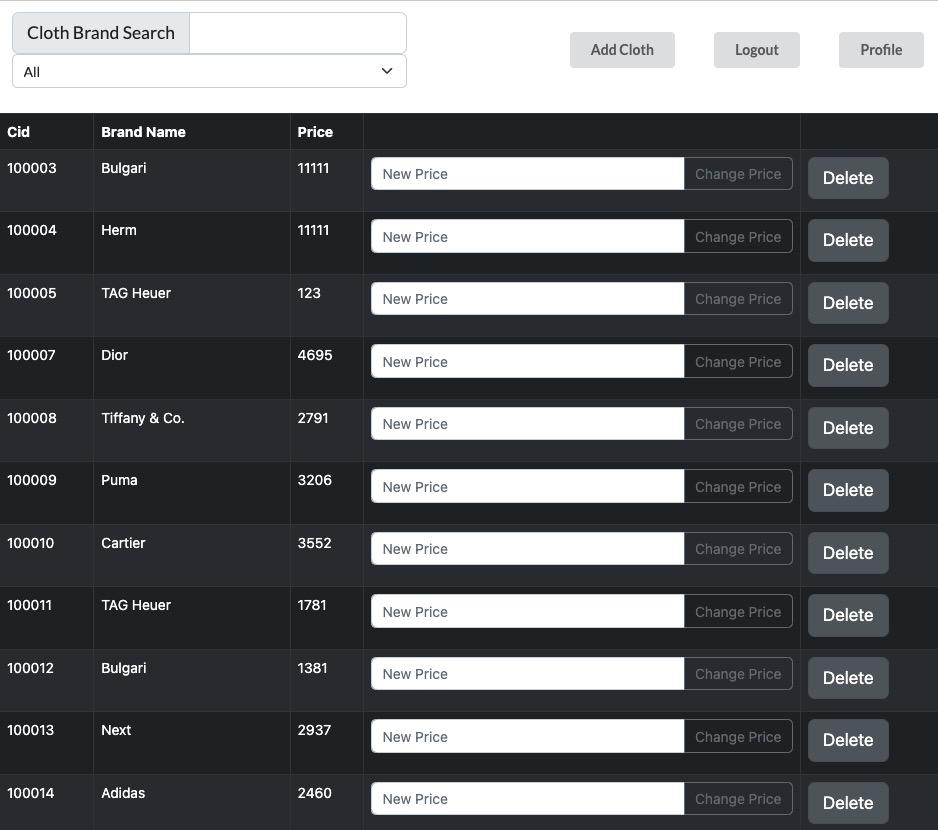 Cloth Brand Search
All
Add Cloth Logout Profile
Cid Brand Name Price
100003 Bulgari 11111 New Price Change Price Delete
100004 Herm 11111 New Price Change Price Delete
100005 TAG Heuer 123 New Price Change Price Delete
100007 Dior 4695 New Price Change Price Delete
100008 Tiffany & Co. 2791 New Price Change Price Delete
100009 Puma 3206 New Price Change Price Delete
100010 Cartier 3552 New Price Change Price Delete
100011 TAG Heuer 1781 New Price Change Price Delete
100012 Bulgari 1381 New Price Change Price Delete
100013 Next 2937 New Price Change Price Delete
100014 Adidas 2460 New Price Change Price Delete